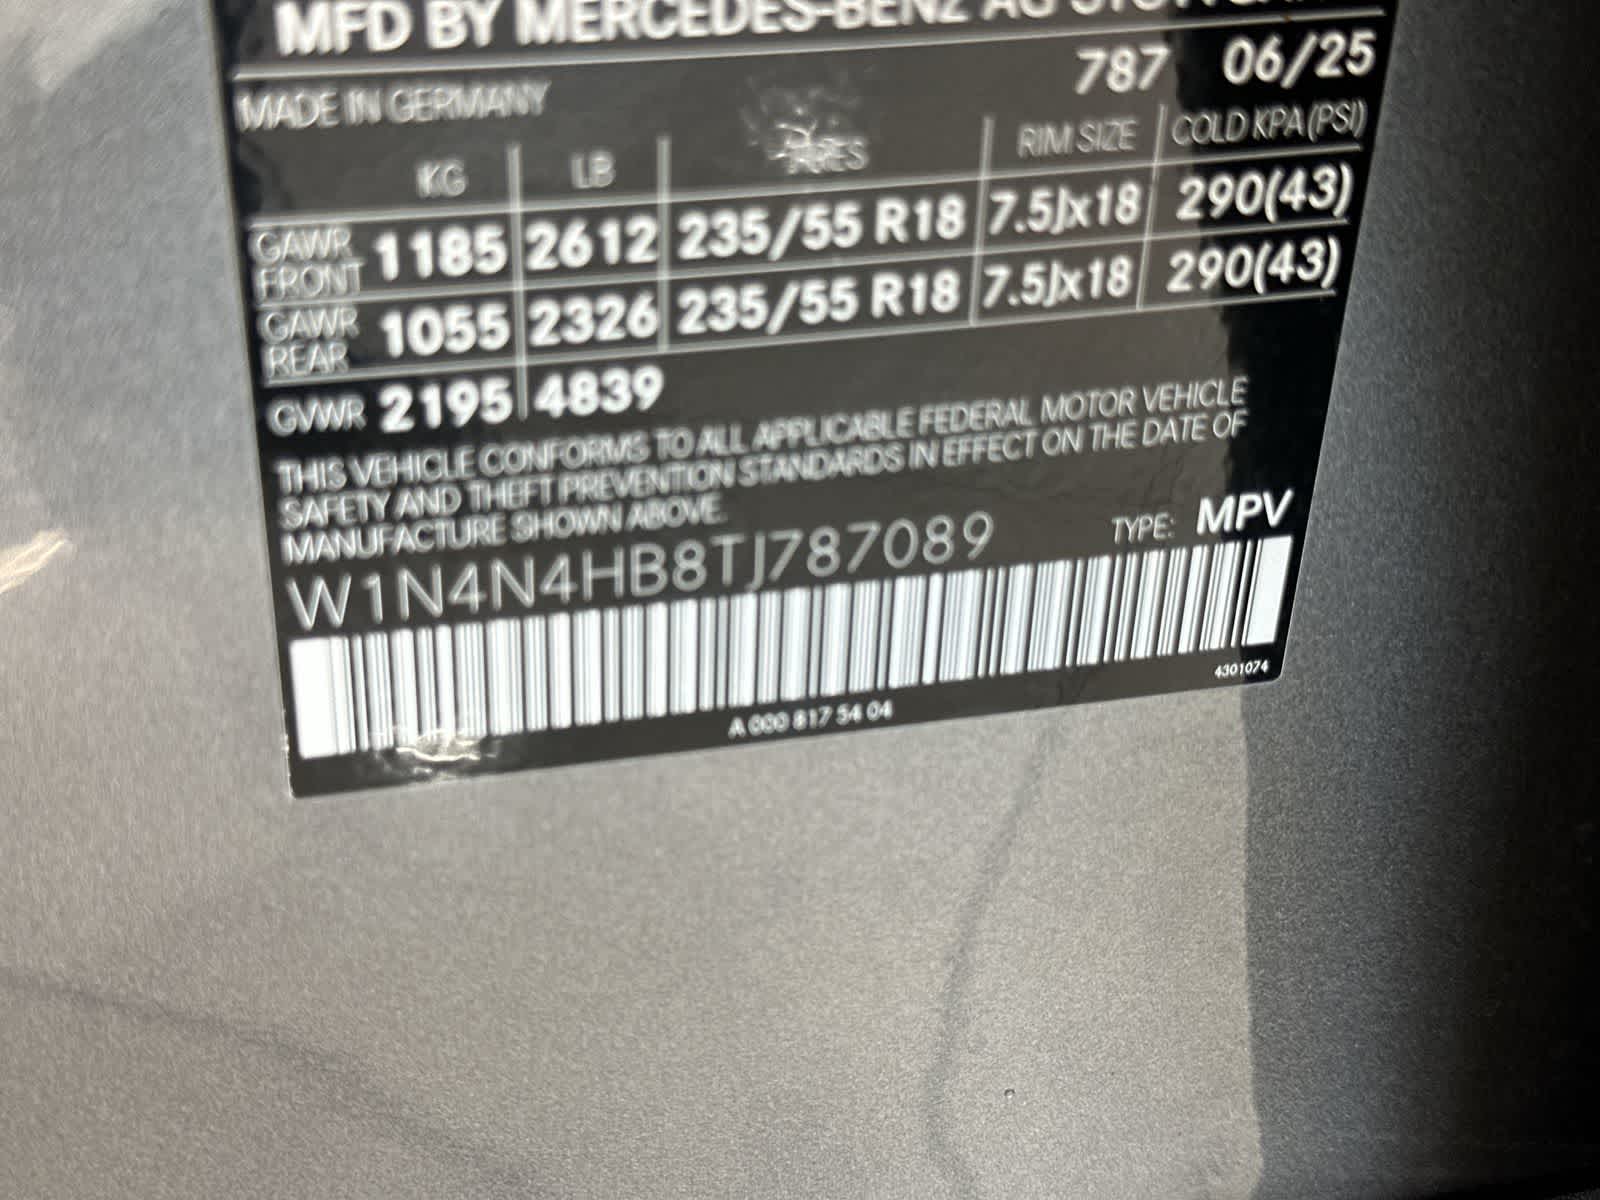 MFD BY MERCEDES-BENZ AG
787 06/25
MADE IN GERMANY
KG LB RIM SIZE COLD KPA (PSI)
GAWR FRONT 1185 2612 235/55 R18 7.5Jx18 290(43)
GAWR REAR 1055 2326 235/55 R18 7.5Jx18 290(43)
GVWR 2195 4839
THIS VEHICLE CONFORMS TO ALL APPLICABLE FEDERAL MOTOR VEHICLE
SAFETY AND THEFT PREVENTION STANDARDS IN EFFECT ON THE DATE OF
MANUFACTURE SHOWN ABOVE.
TYPE: MPV
W1N4N4HB8TJ787089
4301074
A 000 817 54 04